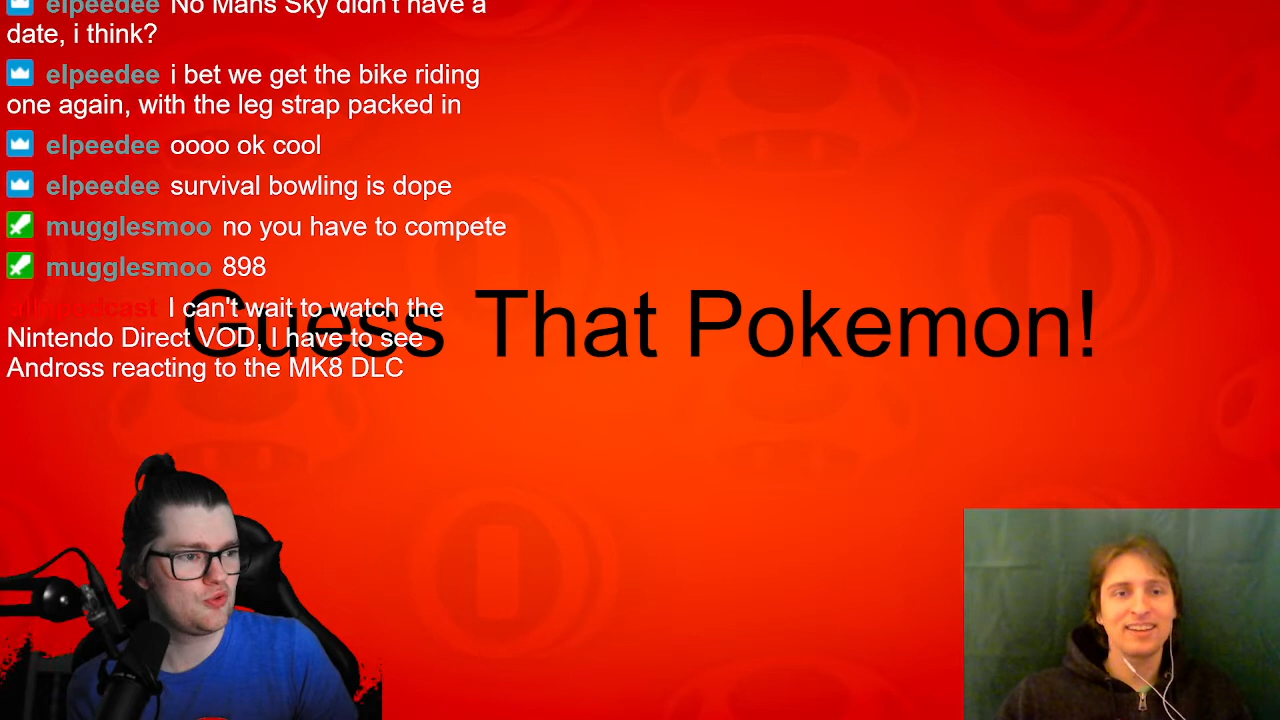 elpeedee No Mans Sky didn't have a
date, i think?
elpeedee i bet we get the bike riding
one again, with the leg strap packed in
elpeedee oooo ok cool
elpeedee survival bowling is dope
mugglesmoo no you have to compete
mugglesmoo 898
I can't wait to watch the
Nintendo Direct VOD, I have to see
Andross reacting to the MK8 DLC
Guess That Pokemon!